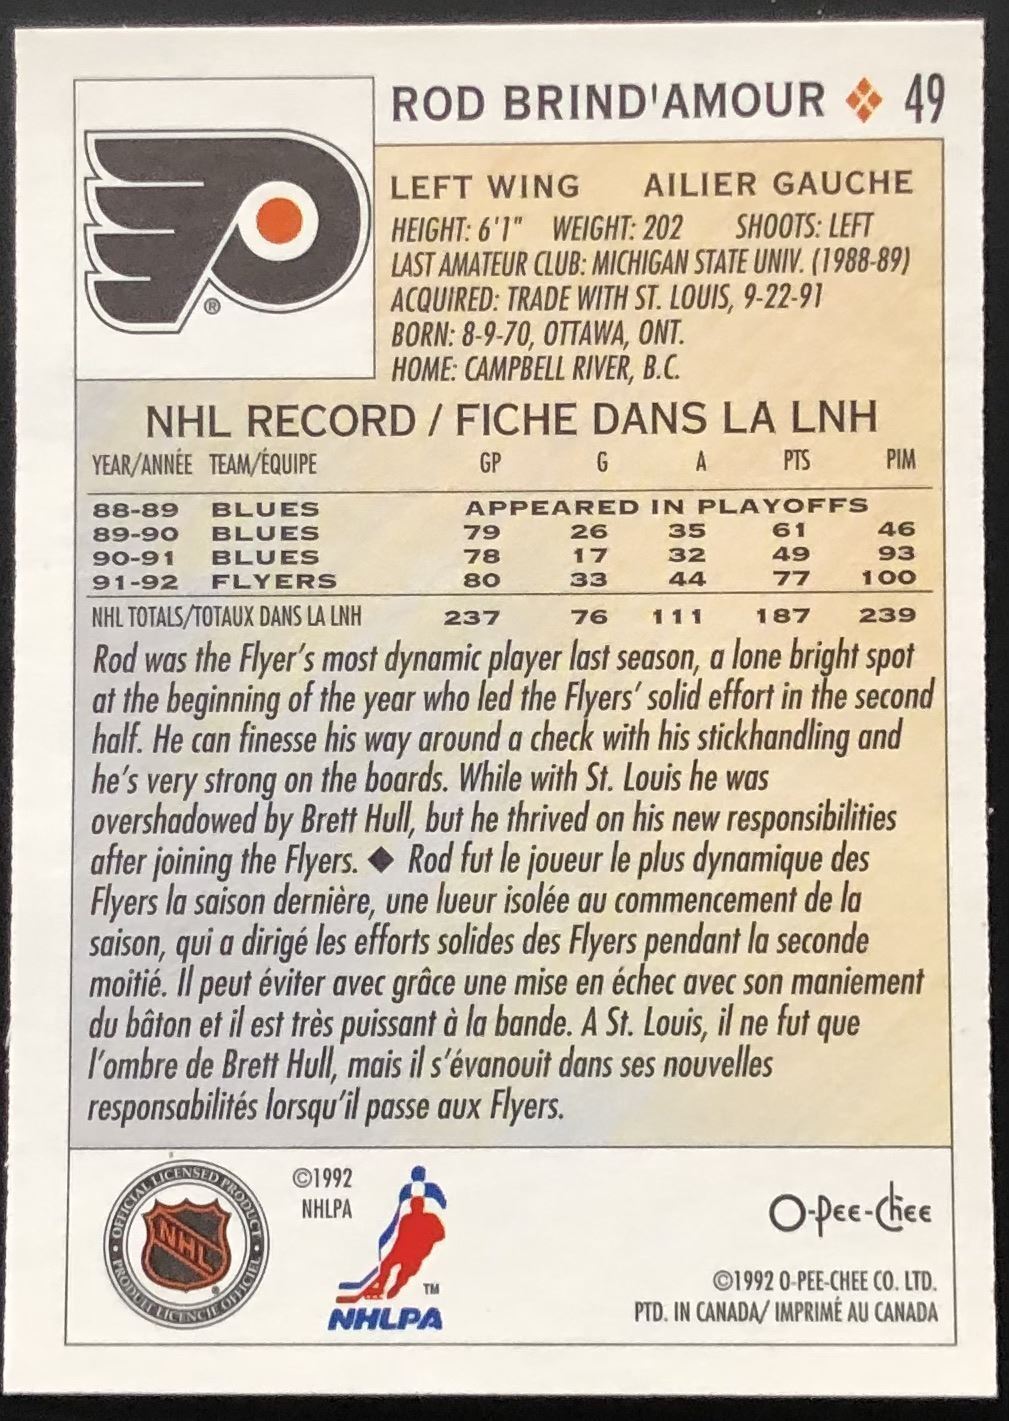 ROD BRIND'AMOUR 49
LEFT WING AILIER GAUCHE
HEIGHT: 6'1" WEIGHT: 202 SHOOTS: LEFT
LAST AMATEUR CLUB: MICHIGAN STATE UNIV. (1988-89)
ACQUIRED: TRADE WITH ST. LOUIS, 9-22-91
BORN: 8-9-70, OTTAWA, ONT.
HOME: CAMPBELL RIVER, B.C.
®
NHL RECORD / FICHE DANS LA LNH
YEAR/ANNÉE TEAM/ÉQUIPE GP G A PTS PIM
88-89 BLUES APPEARED IN PLAYOFFS
89-90 BLUES 79 26 35 61 46
90-91 BLUES 78 17 32 49 93
91-92 FLYERS 80 33 44 77 100
NHL TOTALS/TOTAUX DANS LA LNH 237 76 111 187 239
Rod was the Flyer's most dynamic player last season, a lone bright spot
at the beginning of the year who led the Flyers' solid effort in the second
half. He can finesse his way around a check with his stickhandling and
he's very strong on the boards. While with St. Louis he was
overshadowed by Brett Hull, but he thrived on his new responsibilities
after joining the Flyers. ◆ Rod fut le joueur le plus dynamique des
Flyers la saison dernière, une lueur isolée au commencement de la
saison, qui a dirigé les efforts solides des Flyers pendant la seconde
moitié. Il peut éviter avec grâce une mise en échec avec son maniement
du bâton et il est très puissant à la bande. A St. Louis, il ne fut que
l'ombre de Brett Hull, mais il s'évanouit dans ses nouvelles
responsabilités lorsqu'il passe aux Flyers.
OFFICIAL LICENSED PRODUCT
NHL
PRODUIT LICENCIE OFFICIEL
©1992
NHLPA
TM
NHLPA
O-Pee-Chee
©1992 O-PEE-CHEE CO. LTD.
PTD. IN CANADA/ IMPRIMÉ AU CANADA